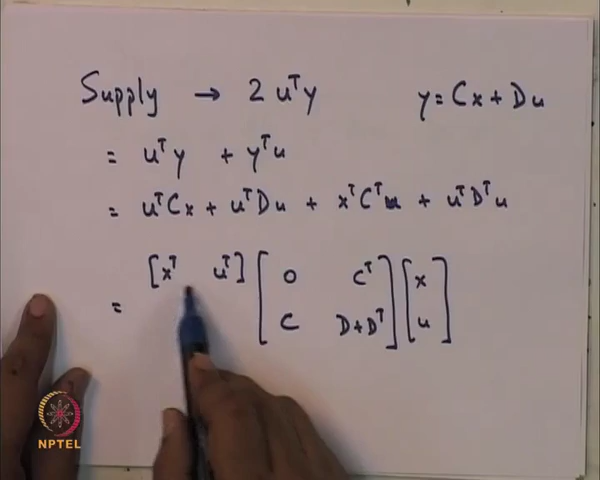 Supply → 2 uᵀy y = Cx + Du
= uᵀy + yᵀu
= uᵀCx + uᵀDu + xᵀCᵀu + uᵀDᵀu
= [xᵀ uᵀ] [0 Cᵀ] [x]
[C D+Dᵀ] [u]
NPTEL